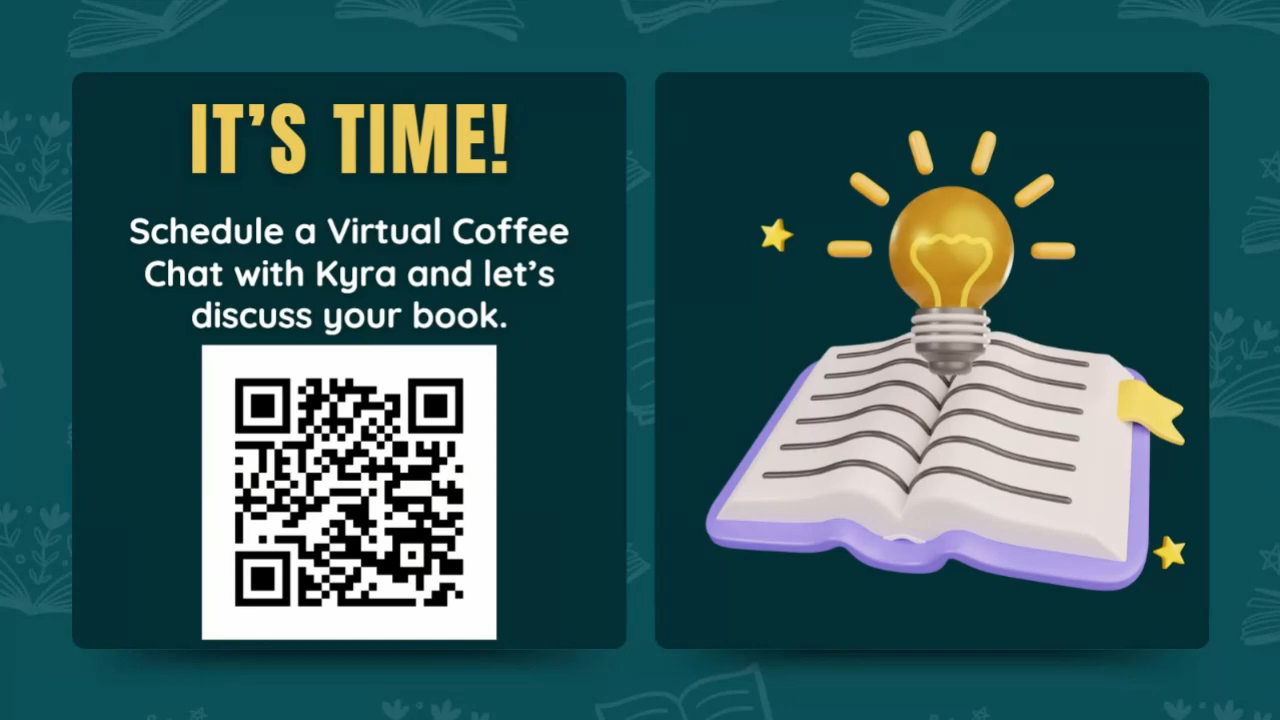 IT’S TIME!
Schedule a Virtual Coffee
Chat with Kyra and let’s
discuss your book.